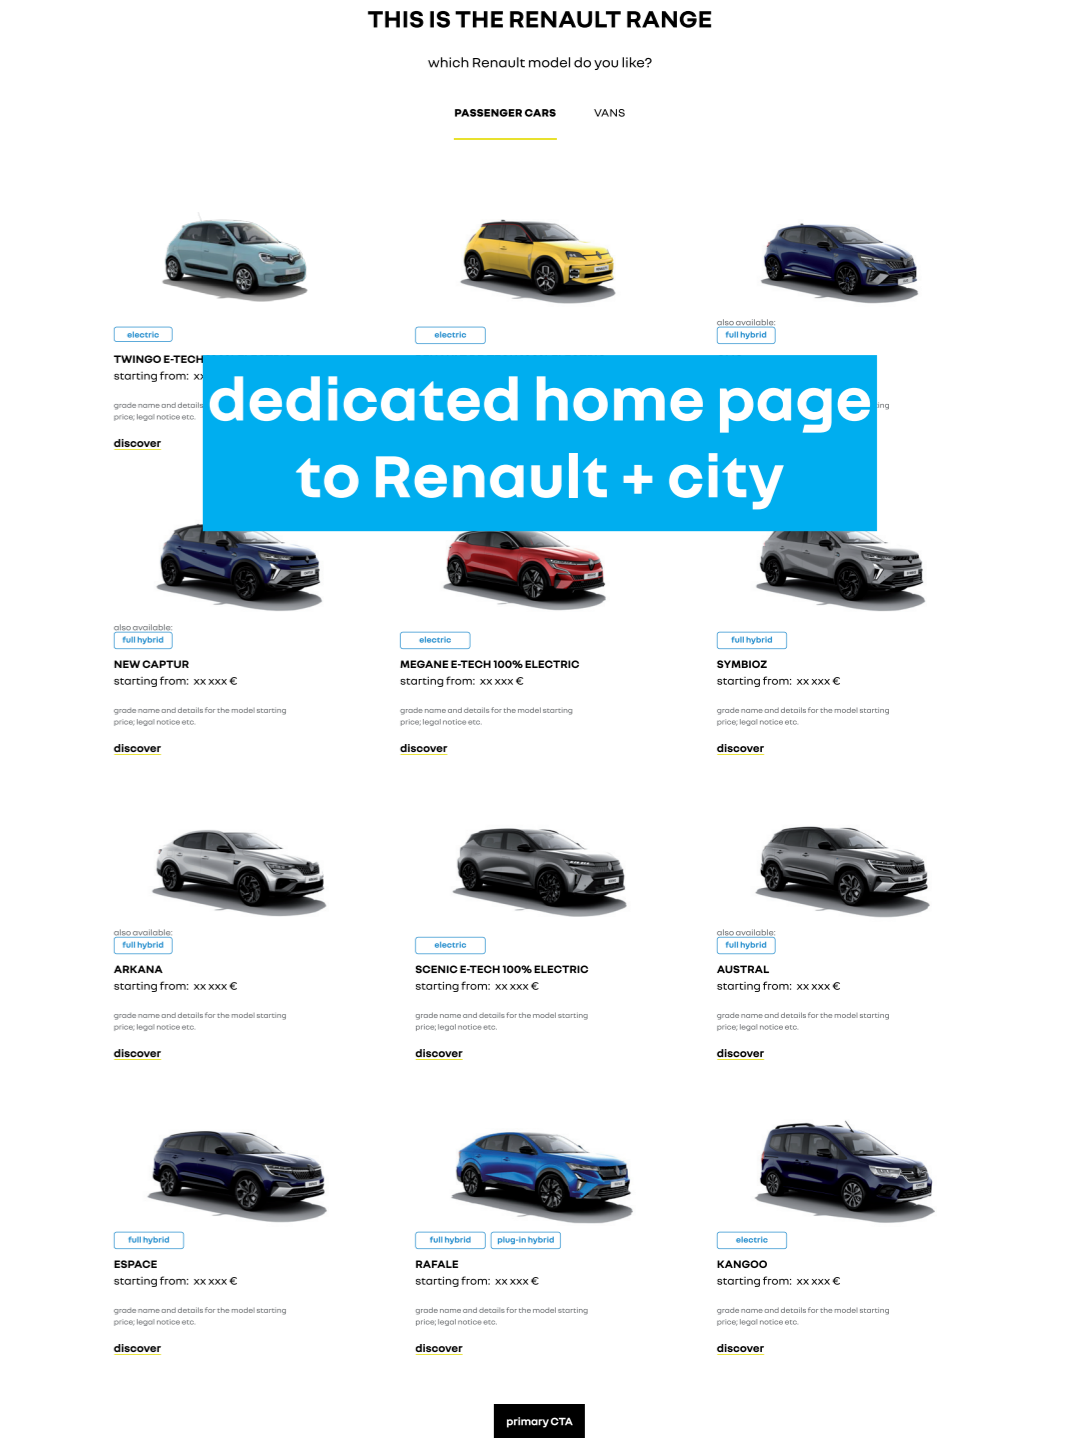 THIS IS THE RENAULT RANGE
which Renault model do you like?
PASSENGER CARS
VANS
electric
TWINGO E-TECH
starting from:
grade name and details
price; legal notice etc.
discover
electric
also available:
full hybrid
dedicated home page
to Renault + city
also available:
full hybrid
NEW CAPTUR
starting from: xx xxx €
grade name and details for the model starting
price; legal notice etc.
discover
electric
MEGANE E-TECH 100% ELECTRIC
starting from: xx xxx €
grade name and details for the model starting
price; legal notice etc.
discover
full hybrid
SYMBIOZ
starting from: xx xxx €
grade name and details for the model starting
price; legal notice etc.
discover
also available:
full hybrid
ARKANA
starting from: xx xxx €
grade name and details for the model starting
price; legal notice etc.
discover
electric
SCENIC E-TECH 100% ELECTRIC
starting from: xx xxx €
grade name and details for the model starting
price; legal notice etc.
discover
also available:
full hybrid
AUSTRAL
starting from: xx xxx €
grade name and details for the model starting
price; legal notice etc.
discover
full hybrid
ESPACE
starting from: xx xxx €
grade name and details for the model starting
price; legal notice etc.
discover
full hybrid plug-in hybrid
RAFALE
starting from: xx xxx €
grade name and details for the model starting
price; legal notice etc.
discover
electric
KANGOO
starting from: xx xxx €
grade name and details for the model starting
price; legal notice etc.
discover
primary CTA